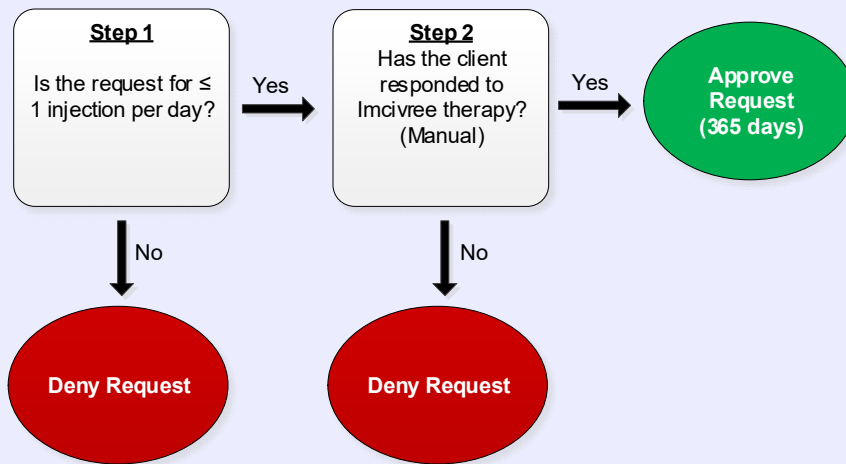 Step 1
Is the request for ≤
1 injection per day?
Yes
Step 2
Has the client
responded to
Imcivree therapy?
(Manual)
Yes
Approve
Request
(365 days)
No
No
Deny Request
Deny Request